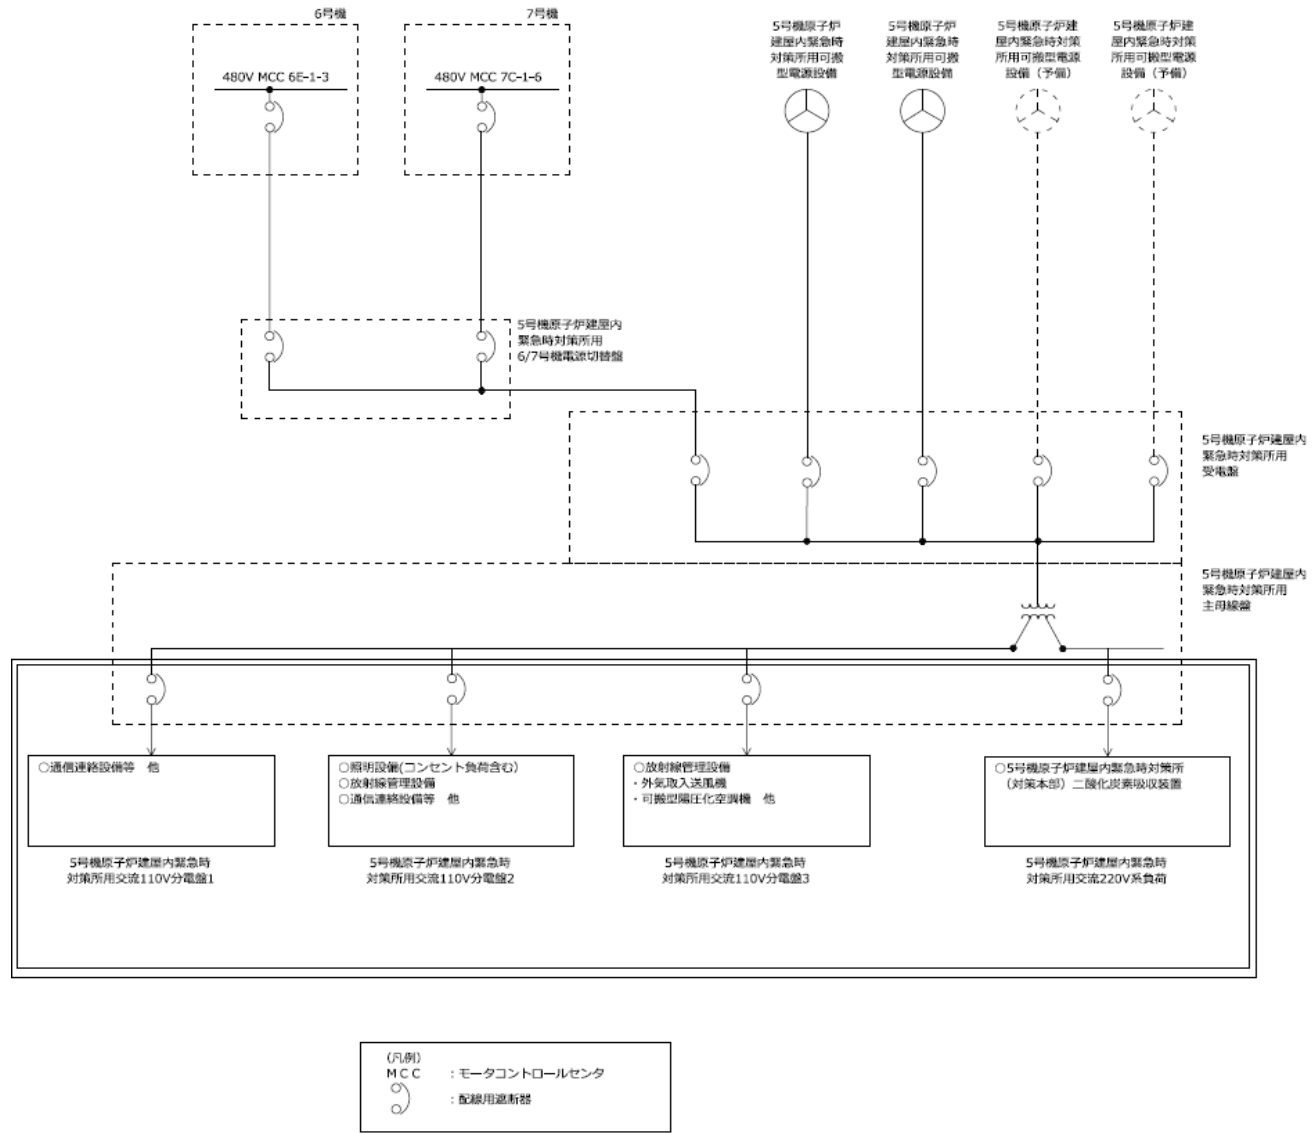 6号機
7号機
480V MCC 6E-1-3
480V MCC 7C-1-6
5号機原子炉
建屋内緊急時
対策所用可搬
型電源設備
5号機原子炉
建屋内緊急時
対策所用可搬
型電源設備
5号機原子炉建
屋内緊急時対策
所用可搬型電源
設備（予備）
5号機原子炉建
屋内緊急時対策
所用可搬型電源
設備（予備）
5号機原子炉建屋内
緊急時対策所用
6/7号機電源切替盤
5号機原子炉建屋内
緊急時対策所用
受電盤
5号機原子炉建屋内
緊急時対策所用
主母線盤
○通信連絡設備等　他
5号機原子炉建屋内緊急時
対策所用交流110V分電盤1
○照明設備(コンセント負荷含む)
○放射線管理設備
○通信連絡設備等　他
5号機原子炉建屋内緊急時
対策所用交流110V分電盤2
○放射線管理設備
・外気取入送風機
・可搬型陽圧化空調機　他
5号機原子炉建屋内緊急時
対策所用交流110V分電盤3
○5号機原子炉建屋内緊急時対策所
（対策本部）二酸化炭素吸収装置
5号機原子炉建屋内緊急時
対策所用交流220V系負荷
(凡例)
ＭＣＣ　：モータコントロールセンタ
：配線用遮断器